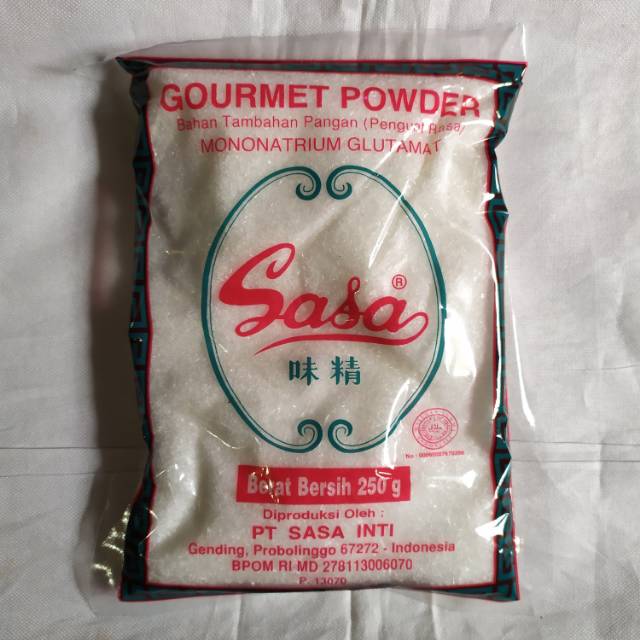 GOURMET POWDER
Bahan Tambahan Pangan (Penguat Rasa)
MONONATRIUM GLUTAMAT
Sasa®
味精
Berat Bersih 250 g
Diproduksi Oleh :
PT SASA INTI
Gending, Probolinggo 67272 - Indonesia
BPOM RI MD 278113006070
P. 13070